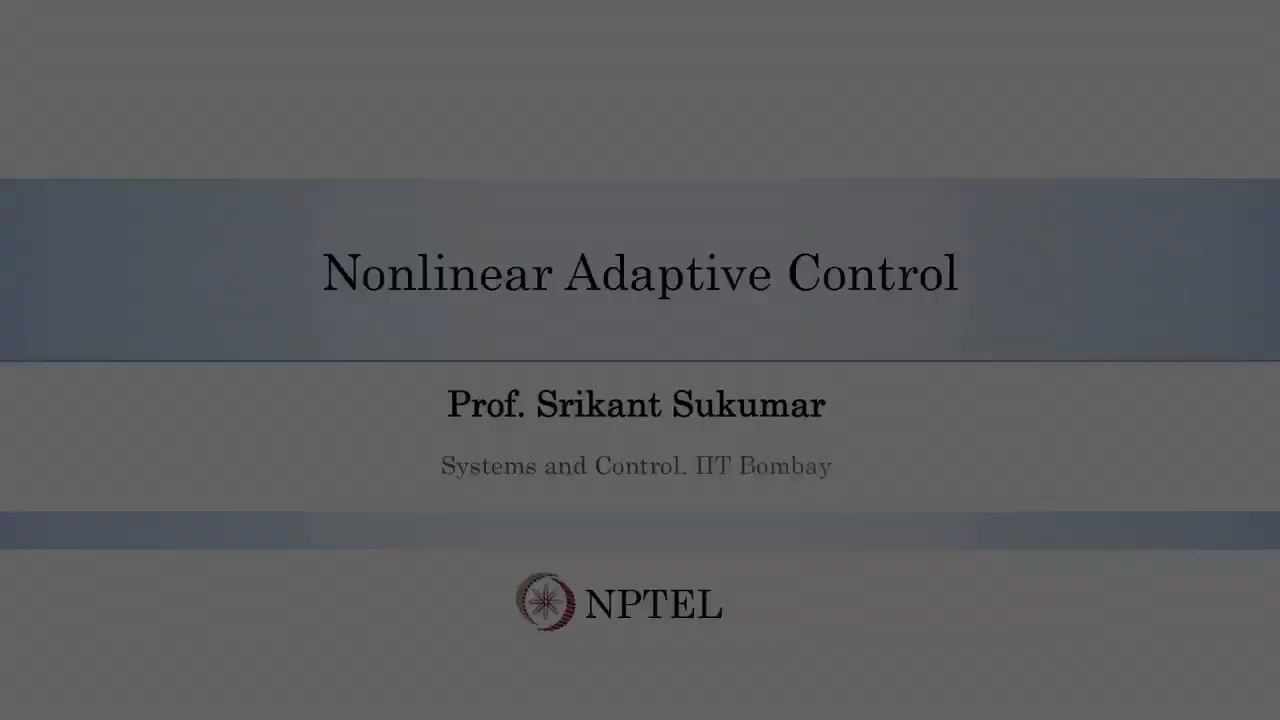 Nonlinear Adaptive Control
Prof. Srikant Sukumar
Systems and Control, IIT Bombay
NPTEL